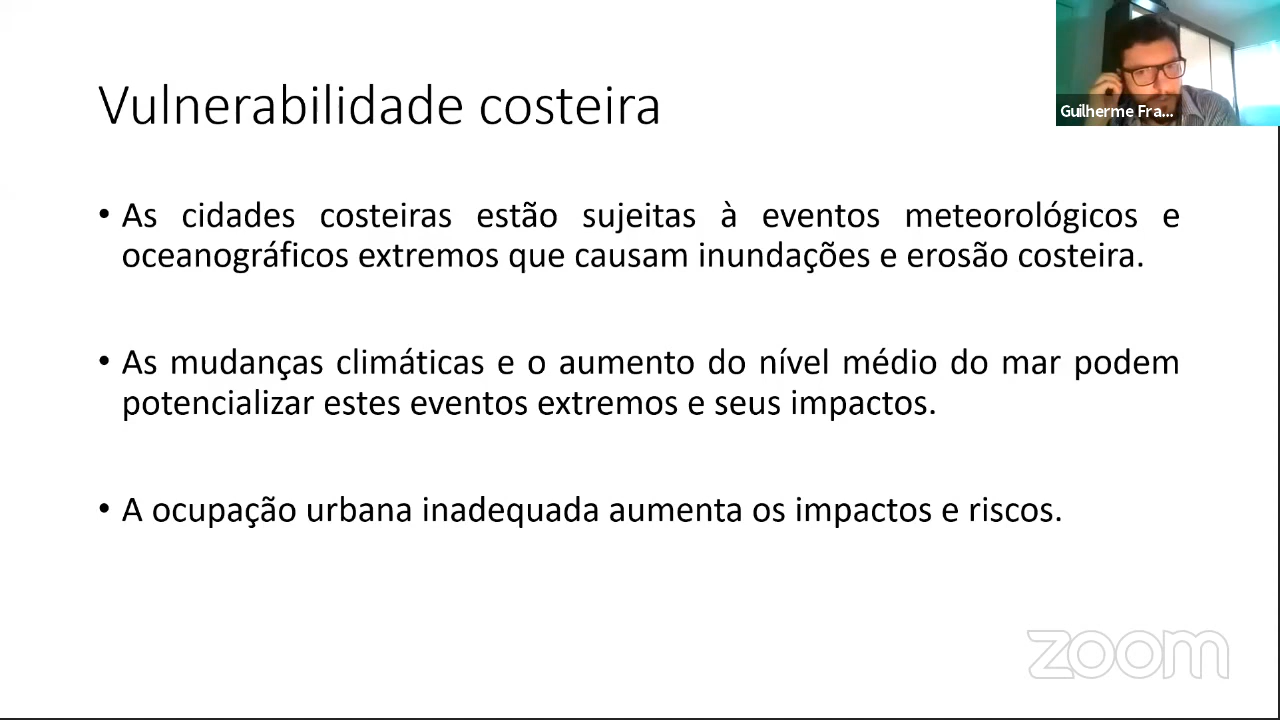 Vulnerabilidade costeira
Guilherme Fra...
• As cidades costeiras estão sujeitas à eventos meteorológicos e
oceanográficos extremos que causam inundações e erosão costeira.
• As mudanças climáticas e o aumento do nível médio do mar podem
potencializar estes eventos extremos e seus impactos.
• A ocupação urbana inadequada aumenta os impactos e riscos.
zoom